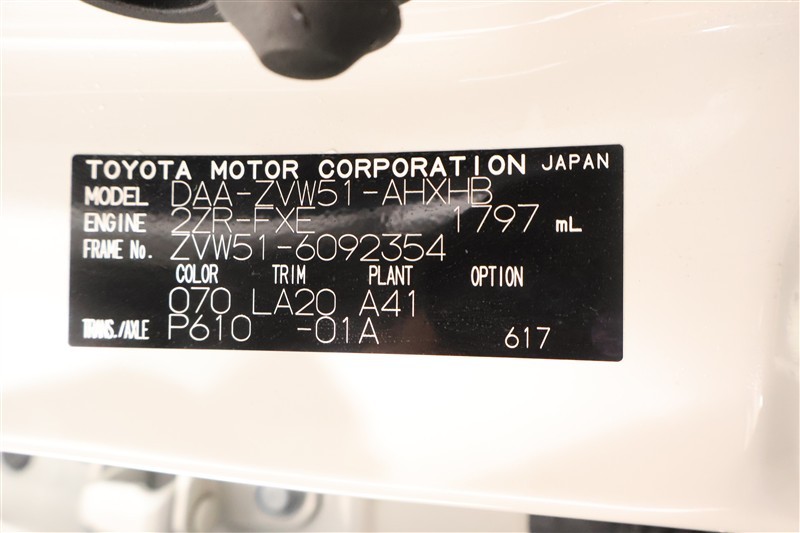 TOYOTA MOTOR CORPORATION JAPAN
MODEL DAA-ZVW51-AHXHB
ENGINE 2ZR-FXE 1797 mL
FRAME No. ZVW51-6092354
COLOR TRIM PLANT OPTION
070 LA20 A41
TRANS./AXLE P610 -01A 617